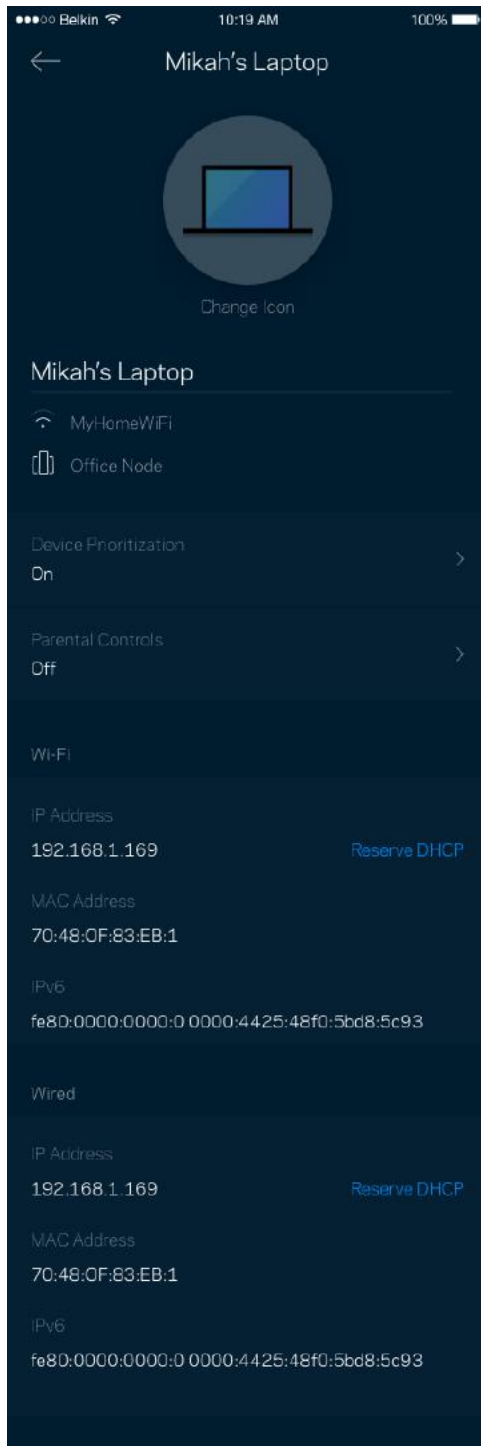 Belkin 10:19 AM 100%
Mikah's Laptop
Change Icon
Mikah's Laptop
MyHomeWiFi
Office Node
Device Prioritization
On
Parental Controls
Off
Wi-Fi
IP Address
192.168.1.169 Reserve DHCP
MAC Address
70:48:0F:83:EB:1
IPv6
fe80:0000:0000:0 0000:4425:48f0:5bd8:5c93
Wired
IP Address
192.168.1.169 Reserve DHCP
MAC Address
70:48:0F:83:EB:1
IPv6
fe80:0000:0000:0 0000:4425:48f0:5bd8:5c93